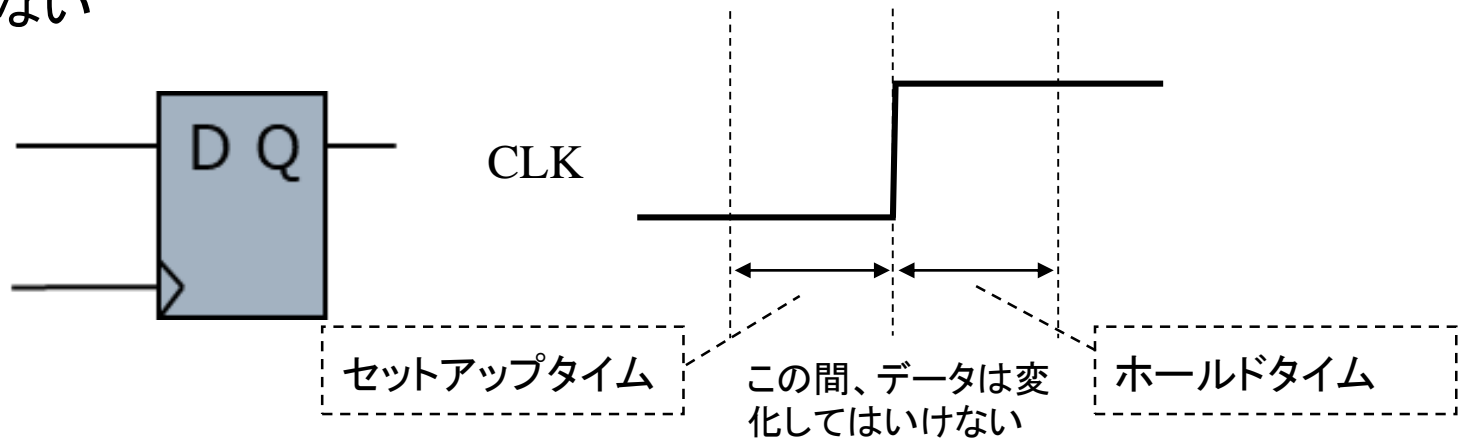 ない
D Q
CLK
セットアップタイム
この間、データは変
化してはいけない
ホールドタイム